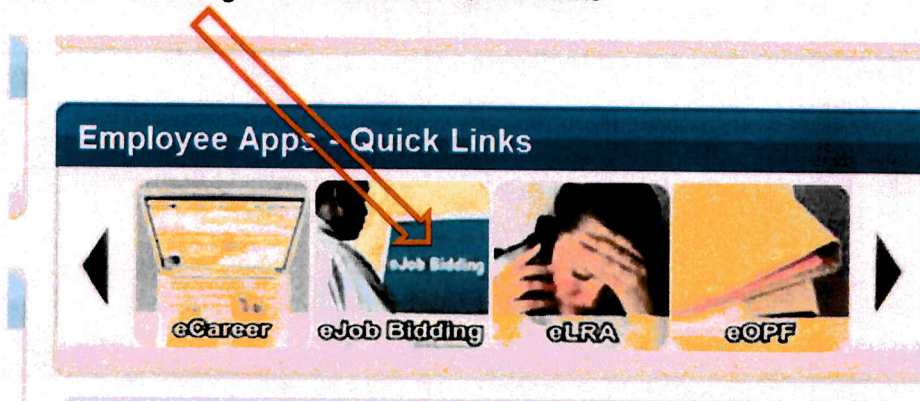 Employee Apps - Quick Links
eJob Bidding
eCareer
eJob Bidding
eLRA
eOPF